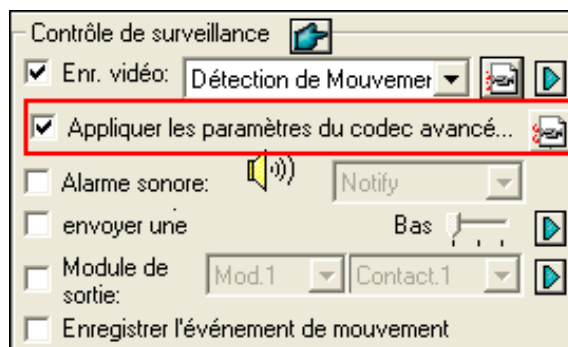 Contrôle de surveillance
Enr. vidéo: Détection de Mouvemer
Appliquer les paramètres du codec avancé...
Alarme sonore: Notify
envoyer une Bas
Module de sortie: Mod.1 Contact.1
Enregistrer l'événement de mouvement